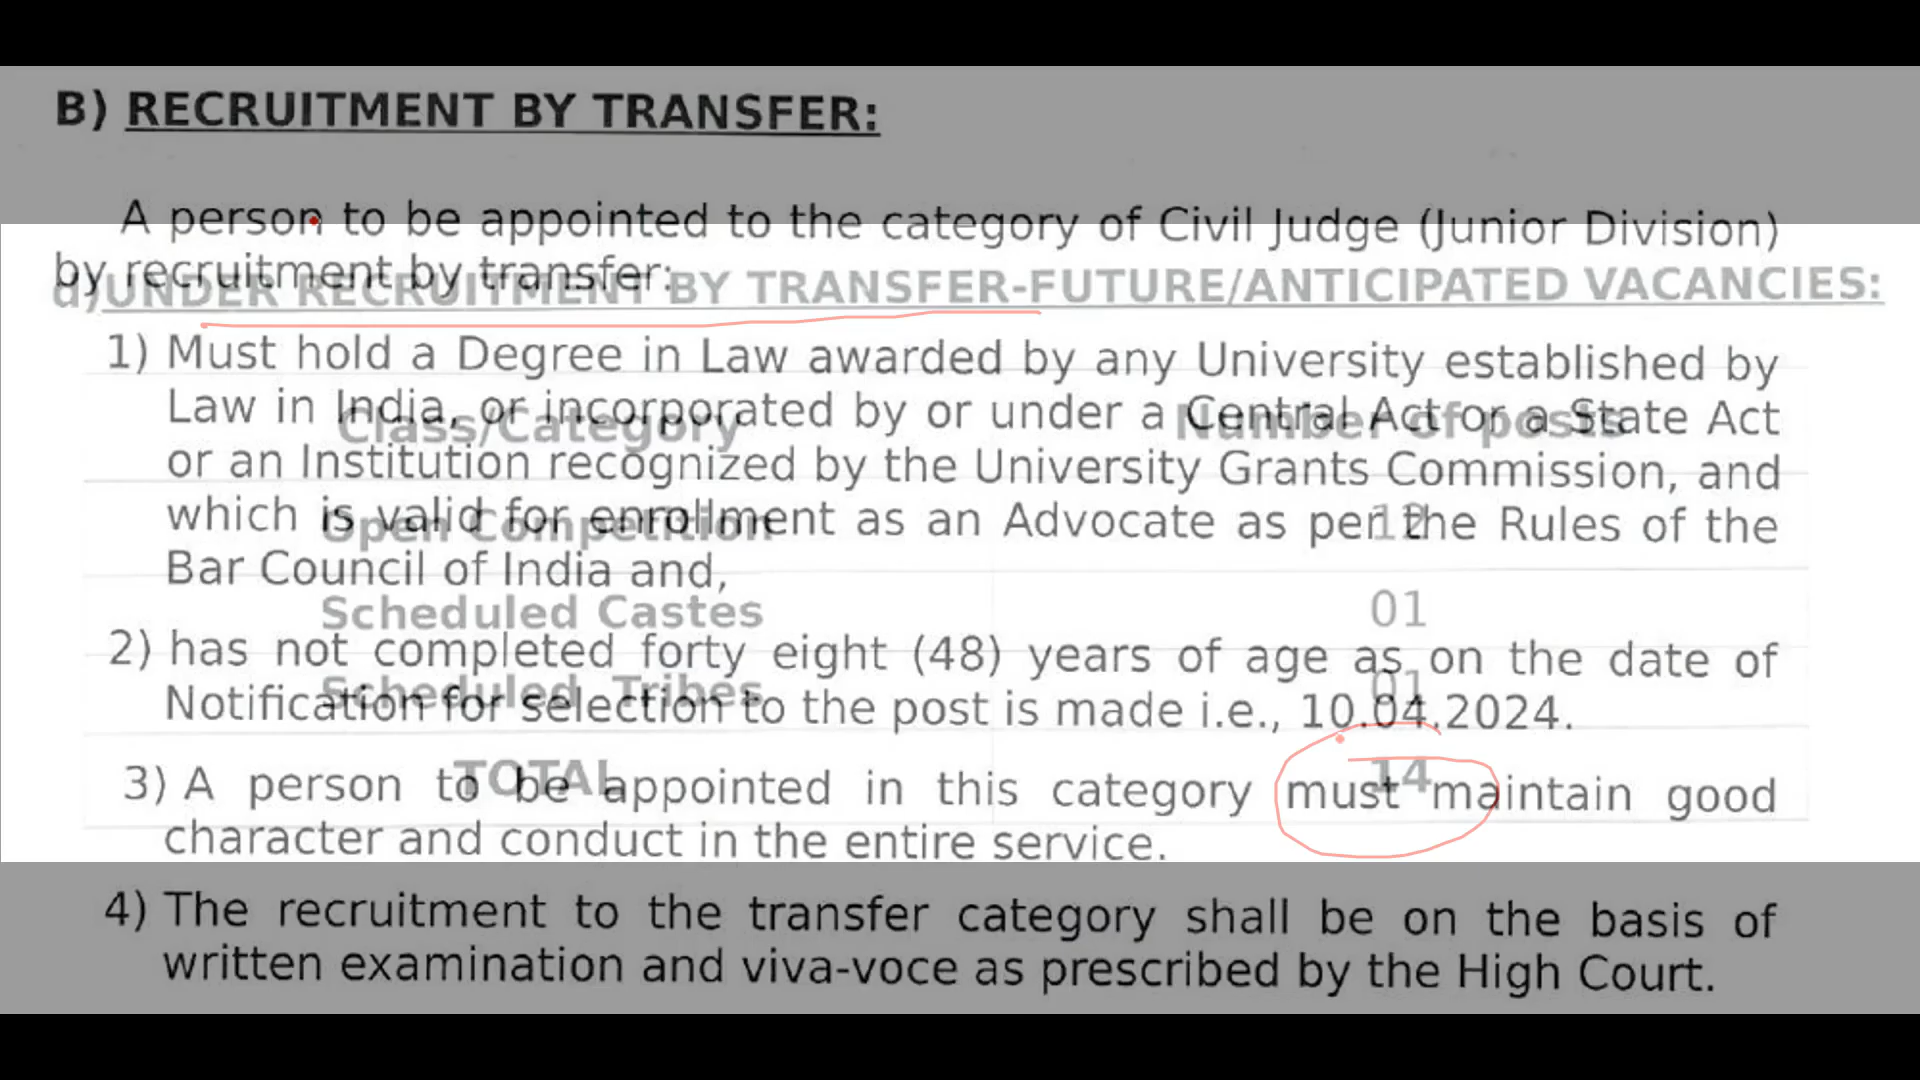 B) RECRUITMENT BY TRANSFER:
A person to be appointed to the category of Civil Judge (Junior Division)
by recruitment by transfer:
d) UNDER RECRUITMENT BY TRANSFER-FUTURE/ANTICIPATED VACANCIES:
1) Must hold a Degree in Law awarded by any University established by
Law in India, or incorporated by or under a Central Act or a State Act
Class/Category Number of posts
or an Institution recognized by the University Grants Commission, and
which is valid for enrollment as an Advocate as per the Rules of the
Open Competition 12
Bar Council of India and,
Scheduled Castes 01
2) has not completed forty eight (48) years of age as on the date of
Scheduled Tribes 01
Notification for selection to the post is made i.e., 10.04.2024.
TOTAL 14
3) A person to be appointed in this category must maintain good
character and conduct in the entire service.
4) The recruitment to the transfer category shall be on the basis of
written examination and viva-voce as prescribed by the High Court.